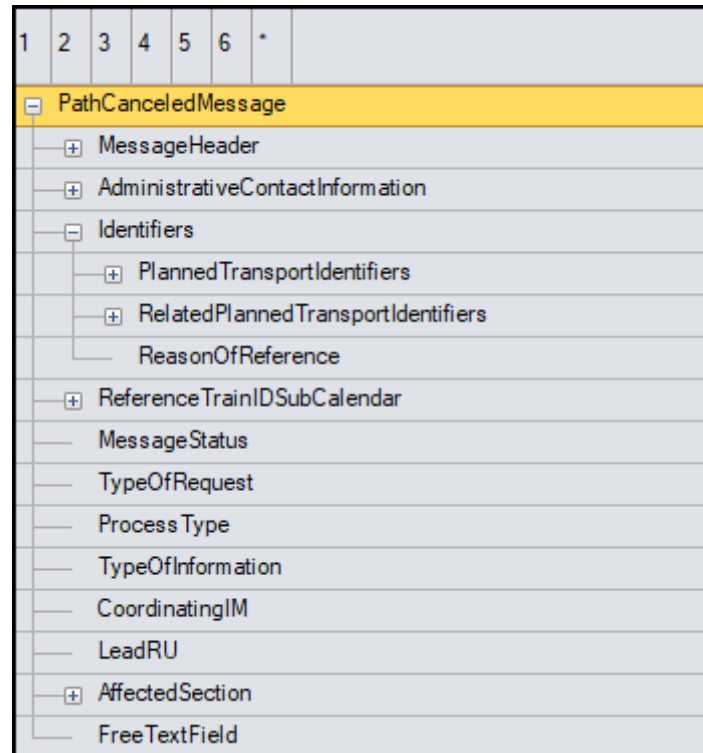 1 2 3 4 5 6 *
PathCanceledMessage
MessageHeader
AdministrativeContactInformation
Identifiers
PlannedTransportIdentifiers
RelatedPlannedTransportIdentifiers
ReasonOfReference
ReferenceTrainIDSubCalendar
MessageStatus
TypeOfRequest
ProcessType
TypeOfInformation
CoordinatingIM
LeadRU
AffectedSection
FreeTextField